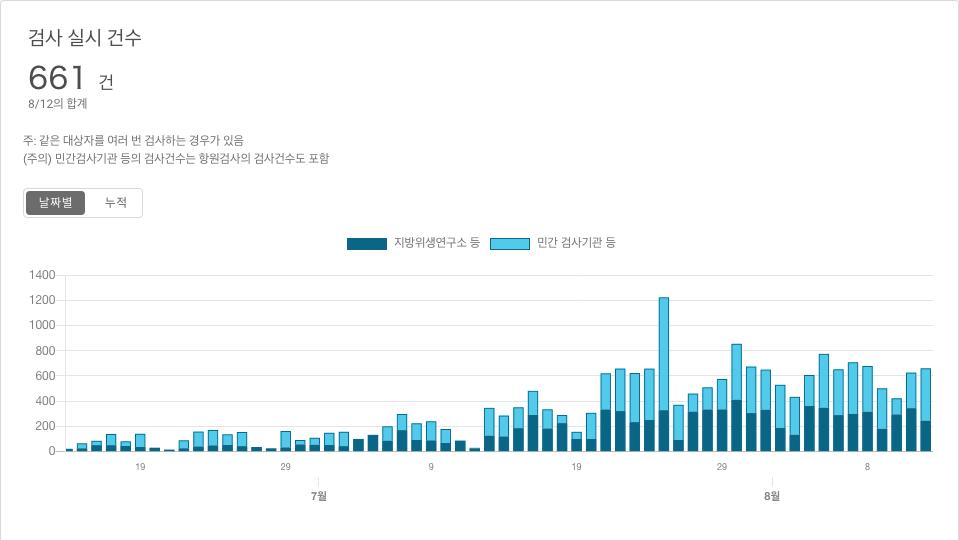 검사 실시 건수
661 건
8/12의 합계
주: 같은 대상자를 여러 번 검사하는 경우가 있음
(주의) 민간검사기관 등의 검사건수는 항원검사의 검사건수도 포함
날짜별 누적
지방위생연구소 등 민간 검사기관 등
1400
1200
1000
800
600
400
200
0
19 29 9 19 29 8
7월 8월